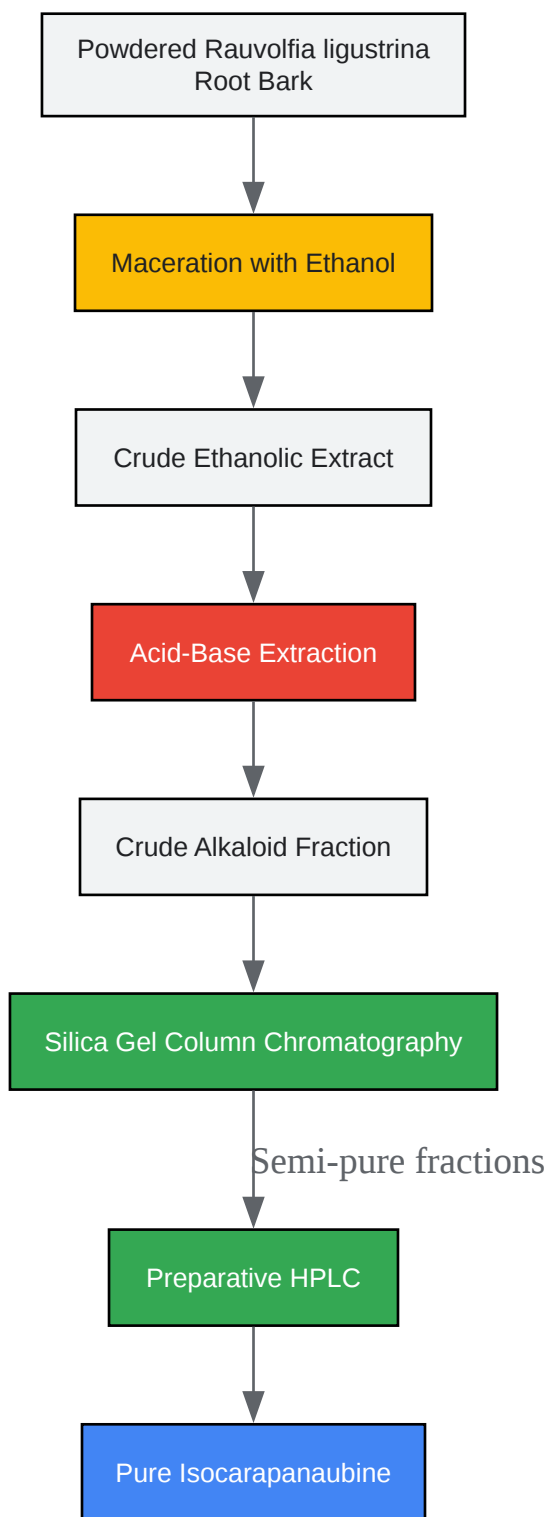 Powdered Rauvolfia ligustrina
Root Bark
Maceration with Ethanol
Crude Ethanolic Extract
Acid-Base Extraction
Crude Alkaloid Fraction
Silica Gel Column Chromatography
Semi-pure fractions
Preparative HPLC
Pure Isocarapanaubine